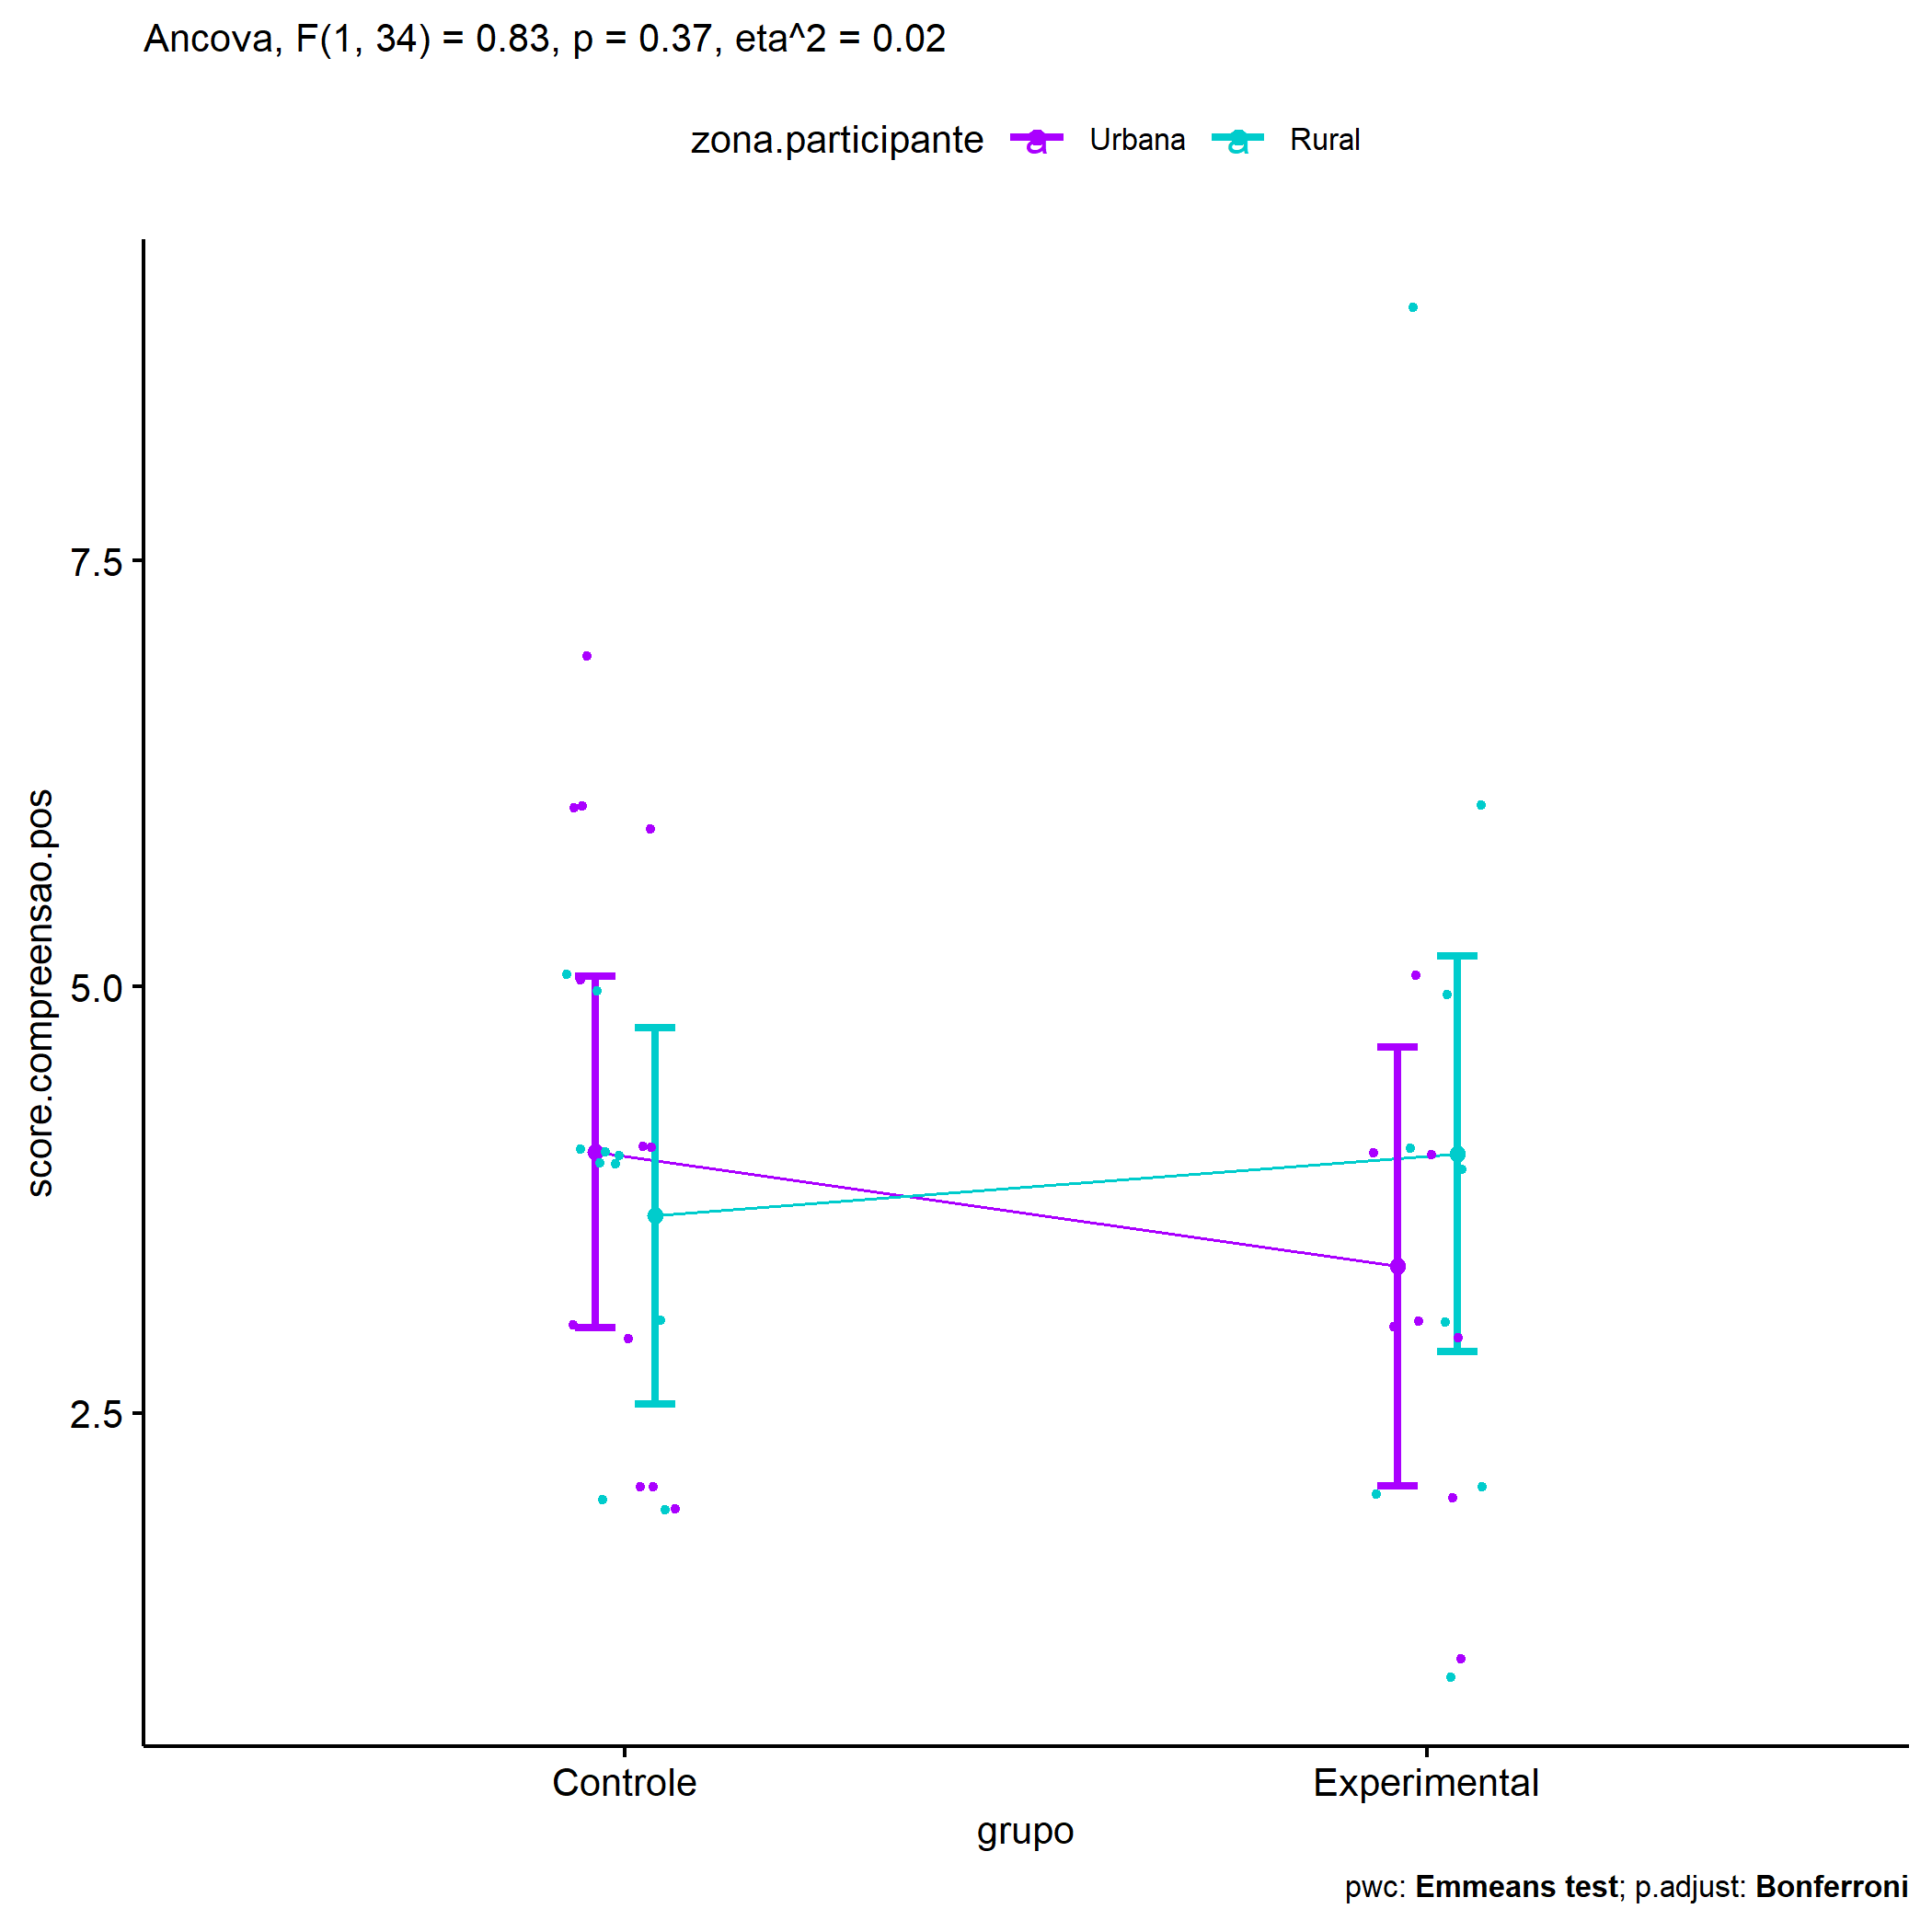 Ancova, F(1, 34) = 0.83, p = 0.37, eta^2 = 0.02
zona.participante a Urbana a Rural
score.compreensao.pos
7.5
5.0
2.5
Controle Experimental
grupo
pwc: Emmeans test; p.adjust: Bonferroni